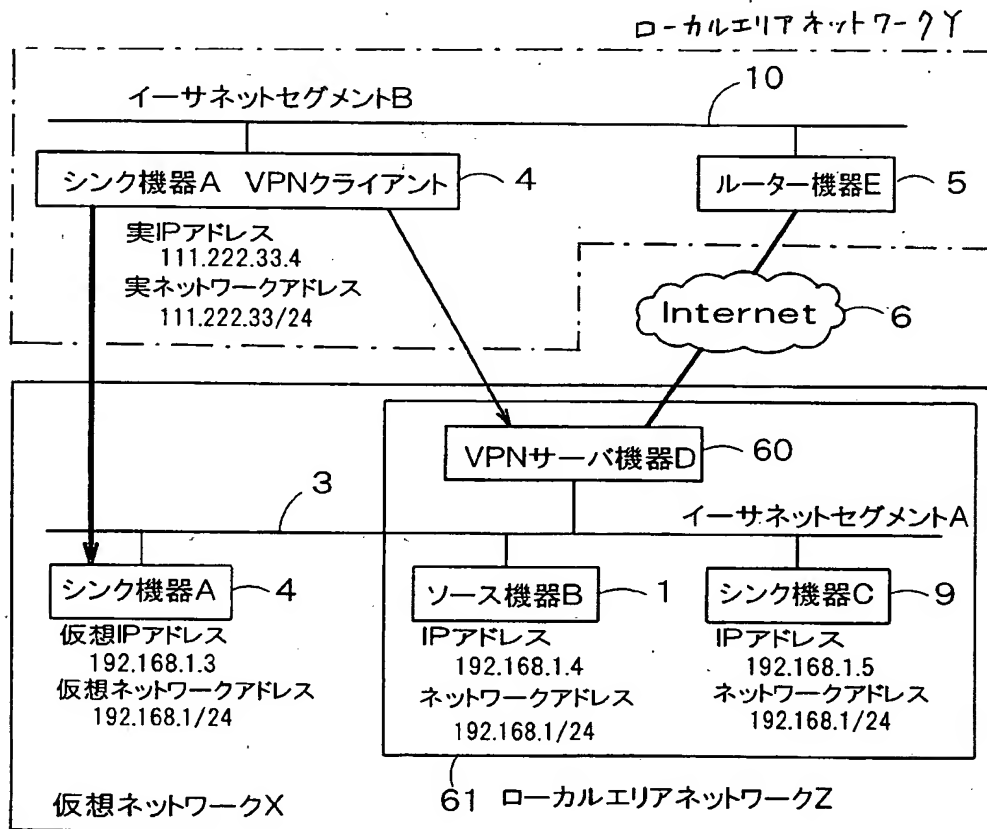 ローカルエリアネットワークY
イーサネットセグメントB
10
シンク機器A VPNクライアント
4
ルーター機器E
5
実IPアドレス
111.222.33.4
実ネットワークアドレス
111.222.33/24
Internet
6
VPNサーバ機器D
60
3
イーサネットセグメントA
シンク機器A
4
ソース機器B
1
シンク機器C
9
仮想IPアドレス
192.168.1.3
仮想ネットワークアドレス
192.168.1/24
IPアドレス
192.168.1.4
ネットワークアドレス
192.168.1/24
IPアドレス
192.168.1.5
ネットワークアドレス
192.168.1/24
仮想ネットワークX
61
ローカルエリアネットワークZ